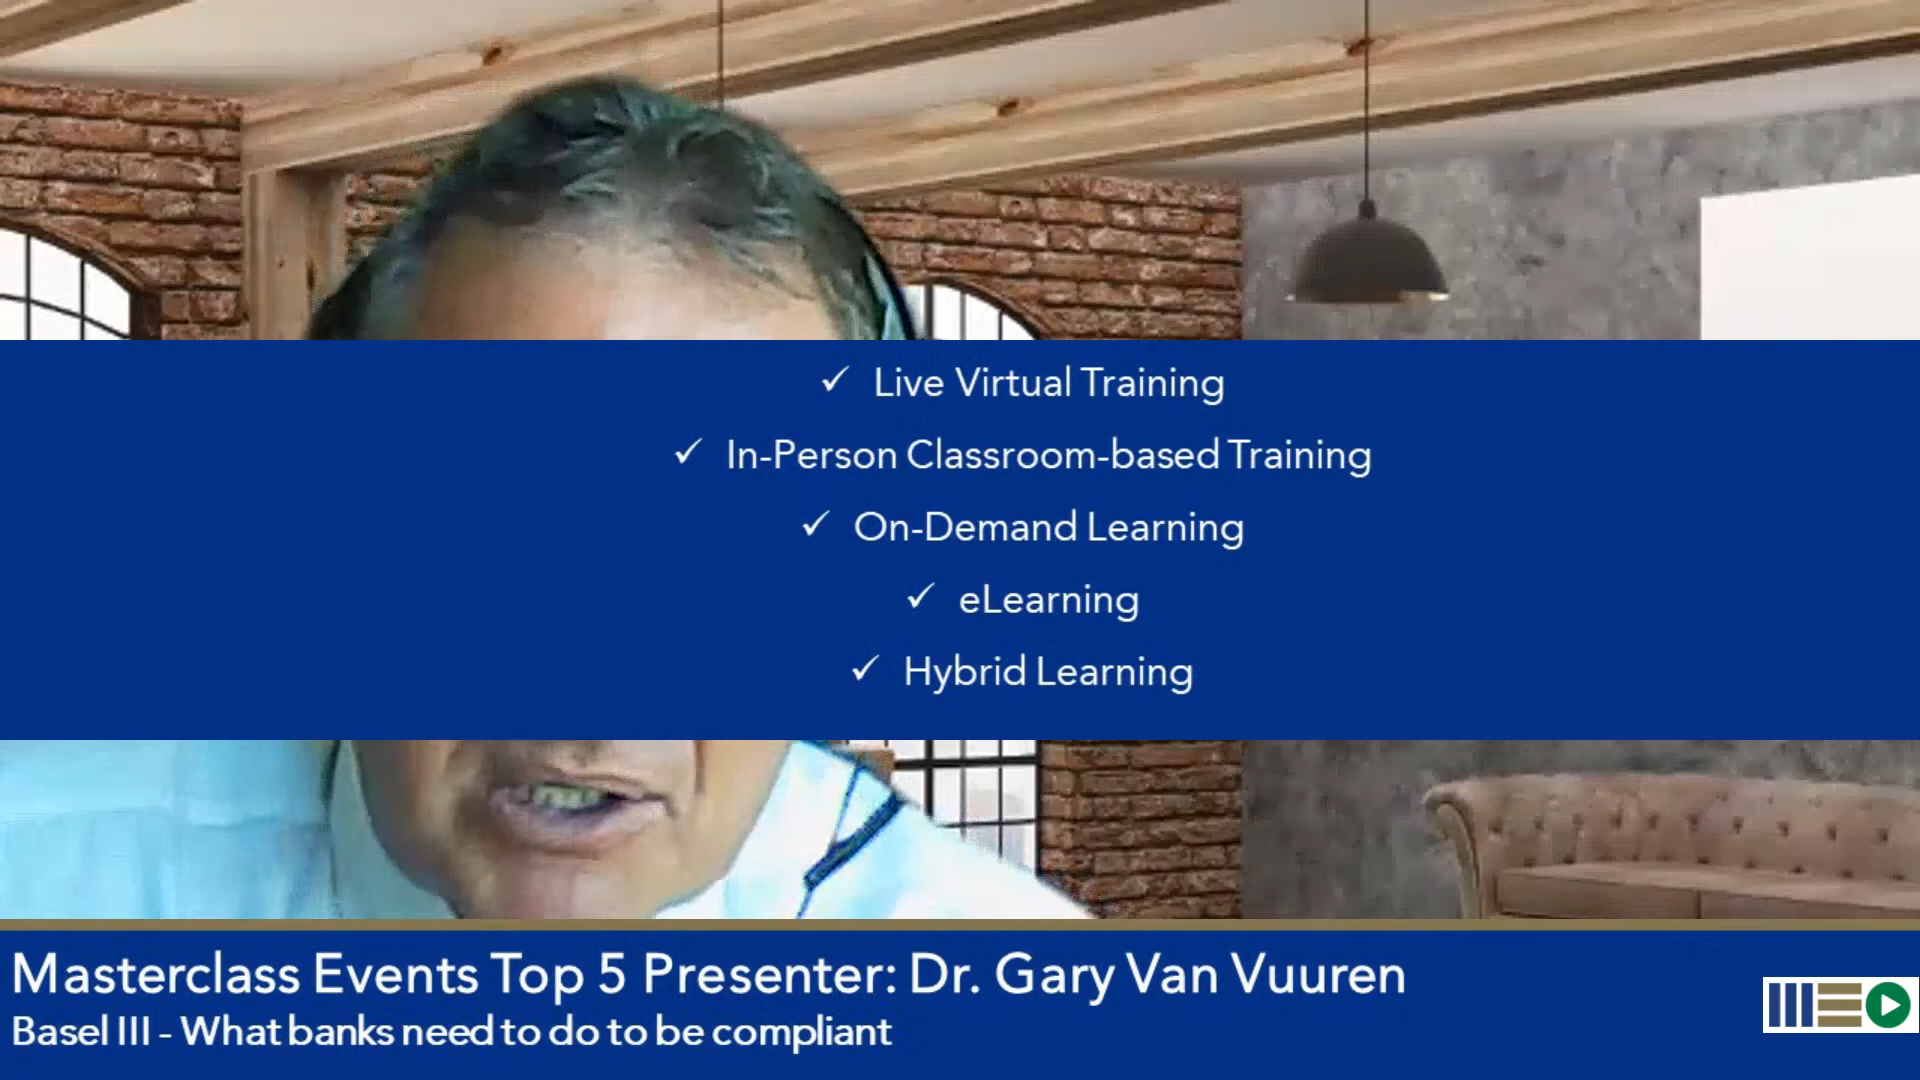 ✓ Live Virtual Training
✓ In-Person Classroom-based Training
✓ On-Demand Learning
✓ eLearning
✓ Hybrid Learning
Masterclass Events Top 5 Presenter: Dr. Gary Van Vuuren
Basel III - What banks need to do to be compliant